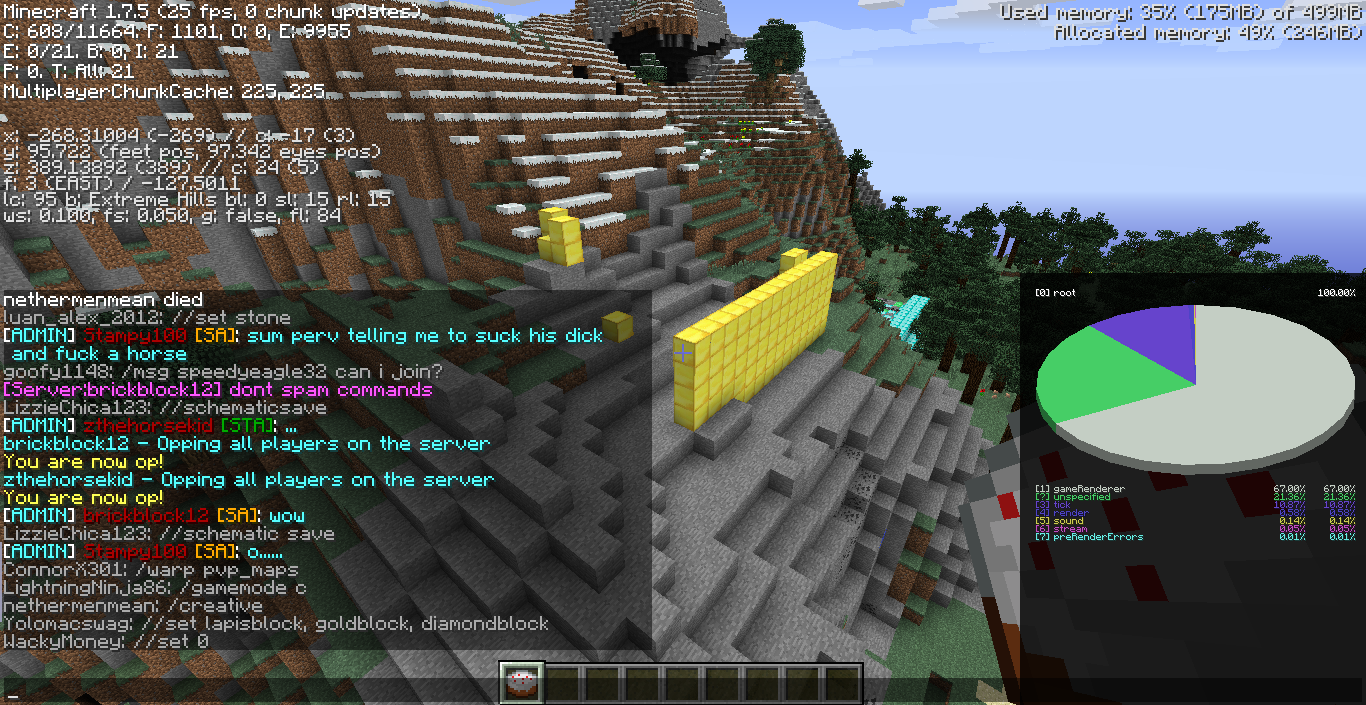 Minecraft 1.7.5 (25 fps, 0 chunk updates)
C: 608/11664. F: 1101, O: 0, E: 9955
E: 0/21. B: 0, I: 21
P: 0. T: All: 21
MultiplayerChunkCache: 225, 225
Used memory: 35% (175MB) of 499MB
Allocated memory: 49% (246MB)
x: -268.31004 (-269) // c: -17 (3)
y: 95.722 (feet pos, 97.342 eyes pos)
z: 389.13892 (389) // c: 24 (5)
f: 3 (EAST) / -127.5011
lc: 95 b: Extreme Hills bl: 0 sl: 15 rl: 15
ws: 0.100, fs: 0.050, g: false, fl: 84
nethermenmean died
luan_alex_2012: //set stone
[ADMIN] Stampy100 [SA]: sum perv telling me to suck his dick
and fuck a horse
goofy1148: /msg speedyeagle32 can i join?
[Server:brickblock12] dont spam commands
LizzieChica123: //schematicsave
[ADMIN] zthehorsekid [STA]: ...
brickblock12 - Opping all players on the server
You are now op!
zthehorsekid - Opping all players on the server
You are now op!
[ADMIN] brickblock12 [SA]: wow
LizzieChica123: //schematic save
[ADMIN] Stampy100 [SA]: o......
ConnorX301: /warp pvp_maps
LightningNinja86: /gamemode c
nethermenmean: /creative
Yolomacswag: //set lapisblock, goldblock, diamondblock
WackyMoney: //set 0
_
[0] root 100.00%
[1] gameRenderer 67.00% 67.00%
[?] unspecified 21.36% 21.36%
[3] tick 10.87% 10.87%
[4] render 0.58% 0.58%
[5] sound 0.14% 0.14%
[6] stream 0.05% 0.05%
[7] preRenderErrors 0.01% 0.01%